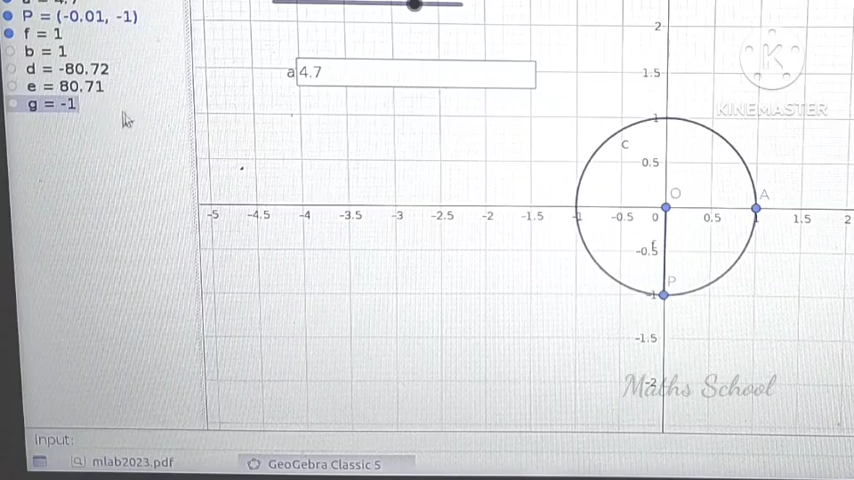 P = (-0.01, -1)
f = 1
b = 1
d = -80.72
e = 80.71
g = -1
a 4.7
KINEMASTER
2
1.5
1
0.5
C
O
A
-5 -4.5 -4 -3.5 -3 -2.5 -2 -1.5 -1 -0.5 0 0.5 1 1.5 2
f
-0.5
P
-1
-1.5
-2
Maths School
Input:
mlab2023.pdf
GeoGebra Classic 5